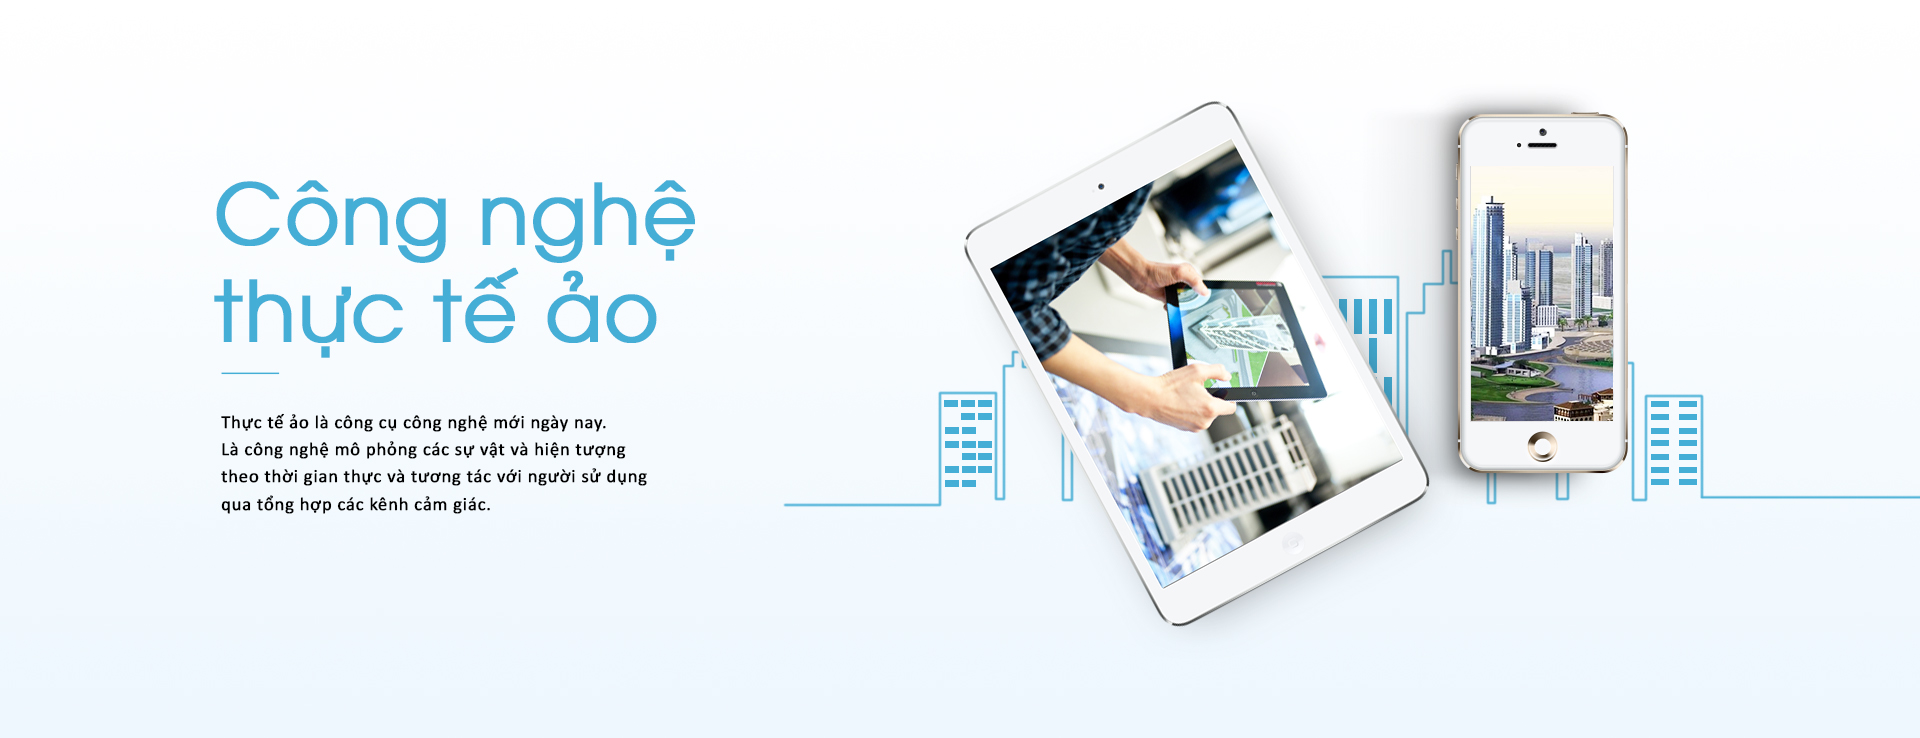 Công nghệ
thực tế ảo
Thực tế ảo là công cụ công nghệ mới ngày nay.
Là công nghệ mô phỏng các sự vật và hiện tượng
theo thời gian thực và tương tác với người sử dụng
qua tổng hợp các kênh cảm giác.